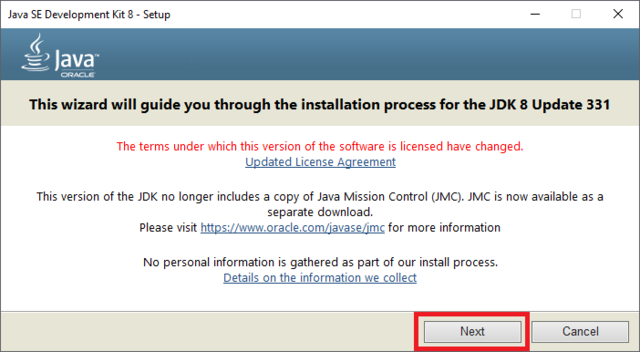 Java SE Development Kit 8 - Setup
Java™
ORACLE
This wizard will guide you through the installation process for the JDK 8 Update 331
The terms under which this version of the software is licensed have changed.
Updated License Agreement
This version of the JDK no longer includes a copy of Java Mission Control (JMC). JMC is now available as a
separate download.
Please visit https://www.oracle.com/javase/jmc for more information
No personal information is gathered as part of our install process.
Details on the information we collect
Next
Cancel